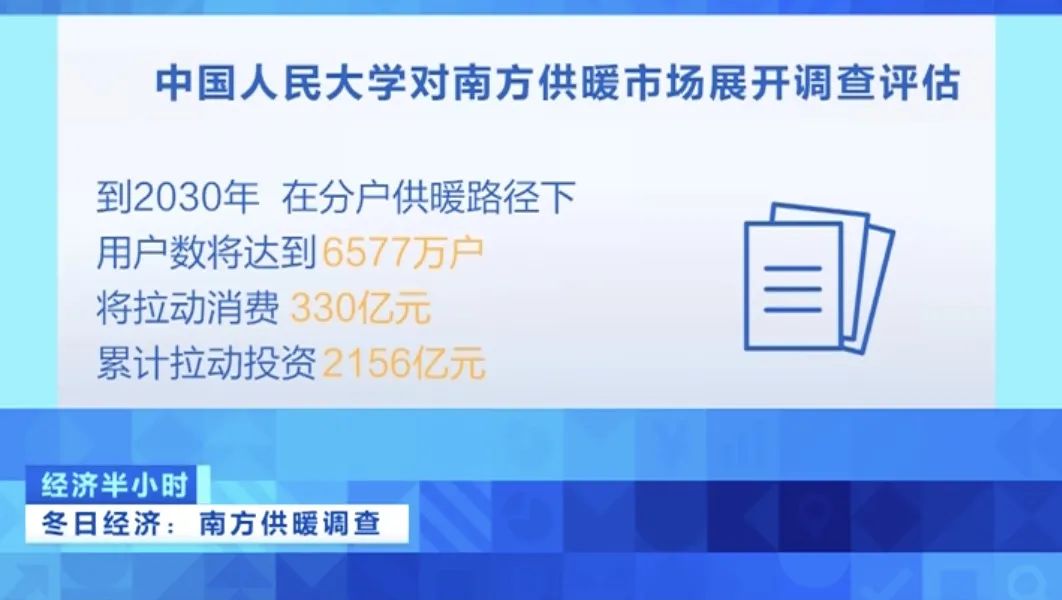 中国人民大学对南方供暖市场展开调查评估
到2030年 在分户供暖路径下
用户数将达到6577万户
将拉动消费 330亿元
累计拉动投资2156亿元
经济半小时
冬日经济：南方供暖调查